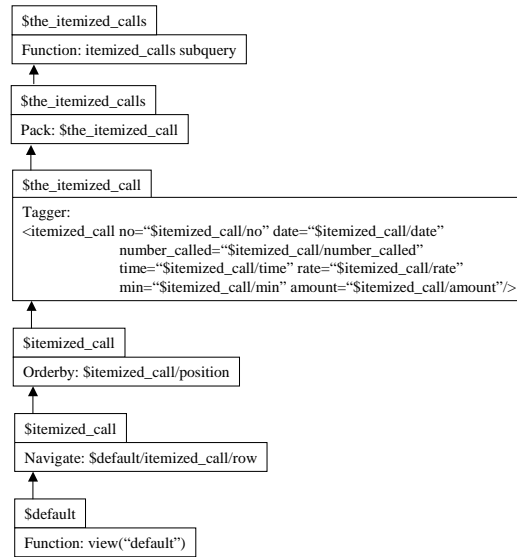 $the_itemized_calls
Function: itemized_calls subquery
$the_itemized_calls
Pack: $the_itemized_call
$the_itemized_call
Tagger:
<itemized_call no=“$itemized_call/no” date=“$itemized_call/date”
number_called=“$itemized_call/number_called”
time=“$itemized_call/time” rate=“$itemized_call/rate”
min=“$itemized_call/min” amount=“$itemized_call/amount”/>
$itemized_call
Orderby: $itemized_call/position
$itemized_call
Navigate: $default/itemized_call/row
$default
Function: view(“default”)